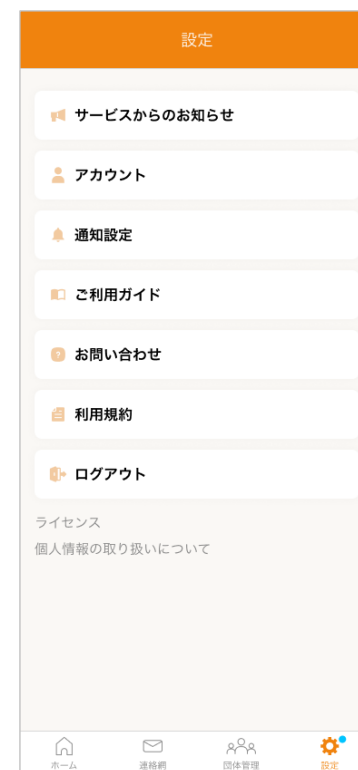 設定
サービスからのお知らせ
アカウント
通知設定
ご利用ガイド
お問い合わせ
利用規約
ログアウト
ライセンス
個人情報の取り扱いについて
ホーム 連絡網 団体管理 設定